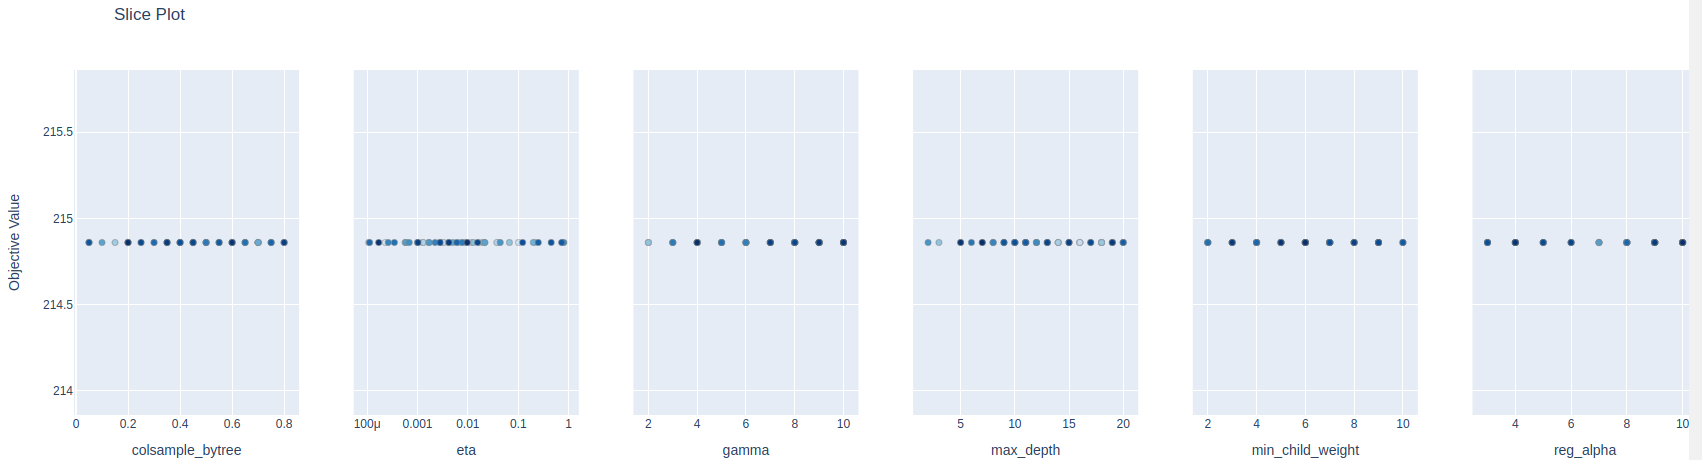 Slice Plot
Objective Value
215.5
215
214.5
214
0 0.2 0.4 0.6 0.8
colsample_bytree
100μ 0.001 0.01 0.1 1
eta
2 4 6 8 10
gamma
5 10 15 20
max_depth
2 4 6 8 10
min_child_weight
4 6 8 10
reg_alpha